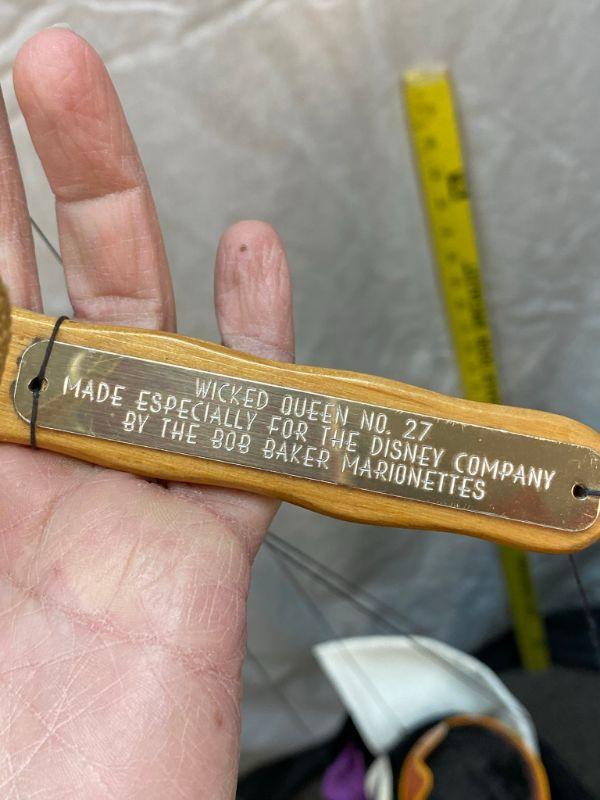 WICKED QUEEN NO. 27
MADE ESPECIALLY FOR THE DISNEY COMPANY
BY THE BOB BAKER MARIONETTES